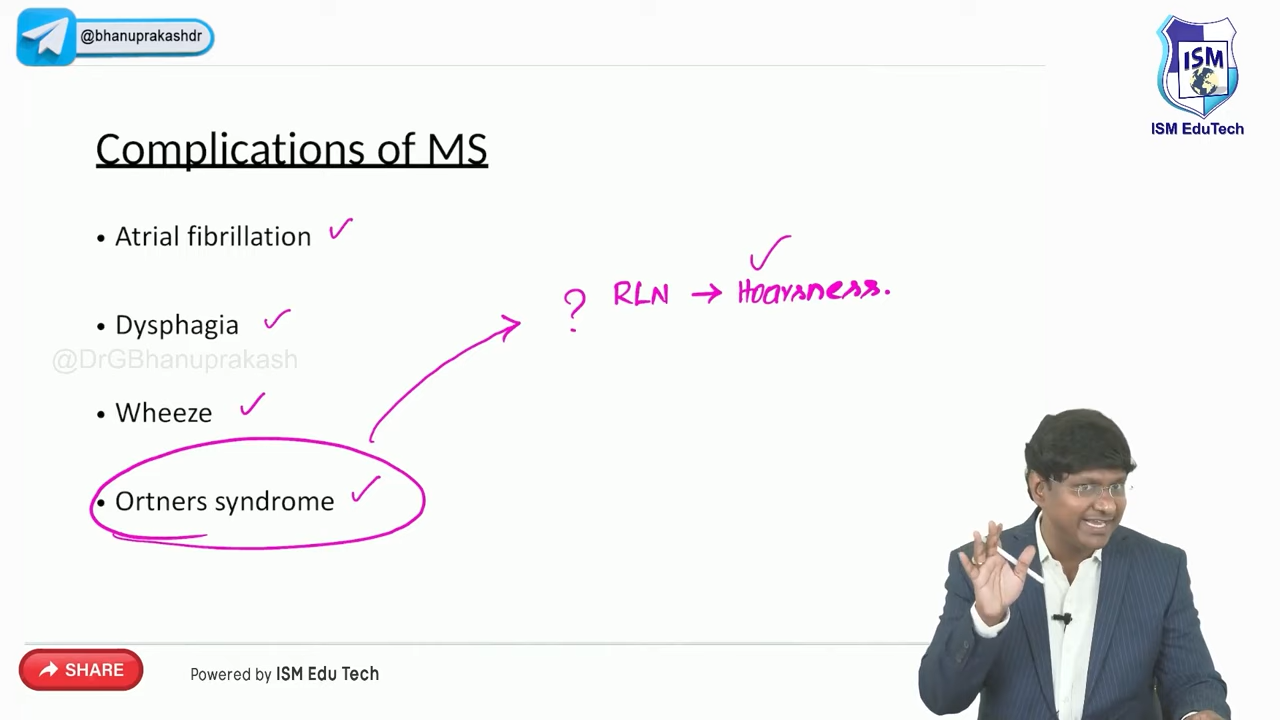 @bhanuprakashdr
ISM
ISM EduTech
Complications of MS
• Atrial fibrillation ✓
? RLN → Hoarsness. ✓
• Dysphagia ✓
@DrGBhanuprakash
• Wheeze ✓
• Ortners syndrome ✓
SHARE
Powered by ISM Edu Tech